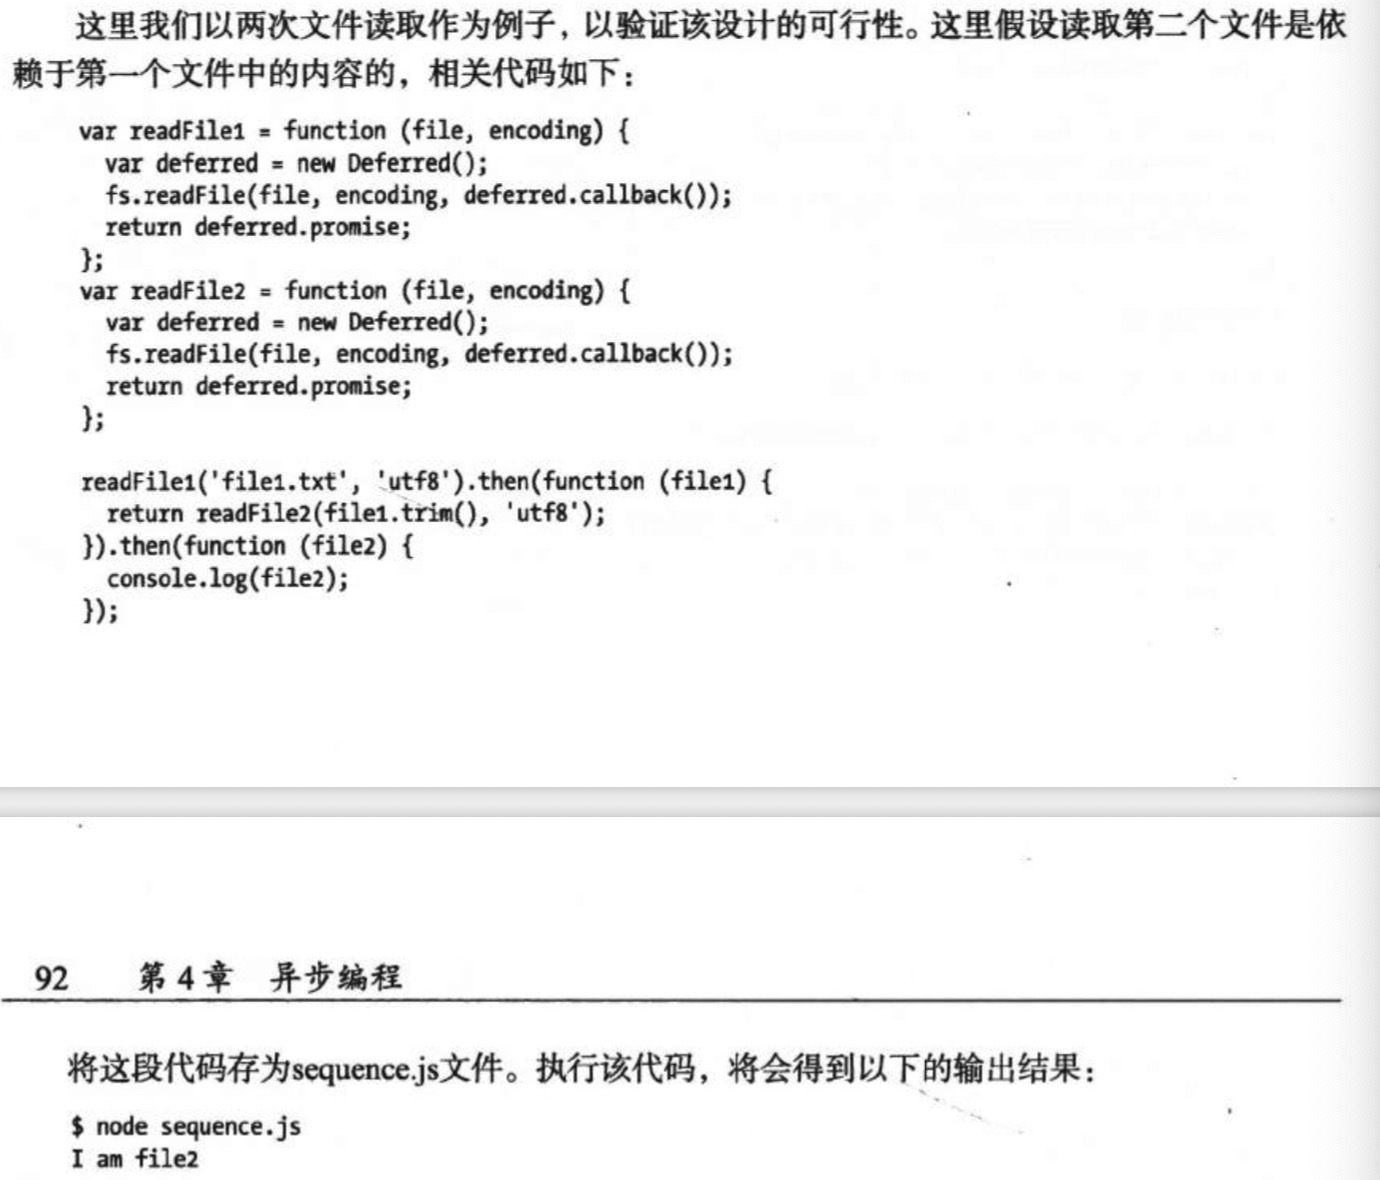 这里我们以两次文件读取作为例子，以验证该设计的可行性。这里假设读取第二个文件是依
赖于第一个文件中的内容的，相关代码如下：
var readFile1 = function (file, encoding) {
  var deferred = new Deferred();
  fs.readFile(file, encoding, deferred.callback());
  return deferred.promise;
};
var readFile2 = function (file, encoding) {
  var deferred = new Deferred();
  fs.readFile(file, encoding, deferred.callback());
  return deferred.promise;
};
readFile1('file1.txt', 'utf8').then(function (file1) {
  return readFile2(file1.trim(), 'utf8');
}).then(function (file2) {
  console.log(file2);
});
92 第 4 章 异步编程
将这段代码存为sequence.js文件。执行该代码，将会得到以下的输出结果：
$ node sequence.js
I am file2